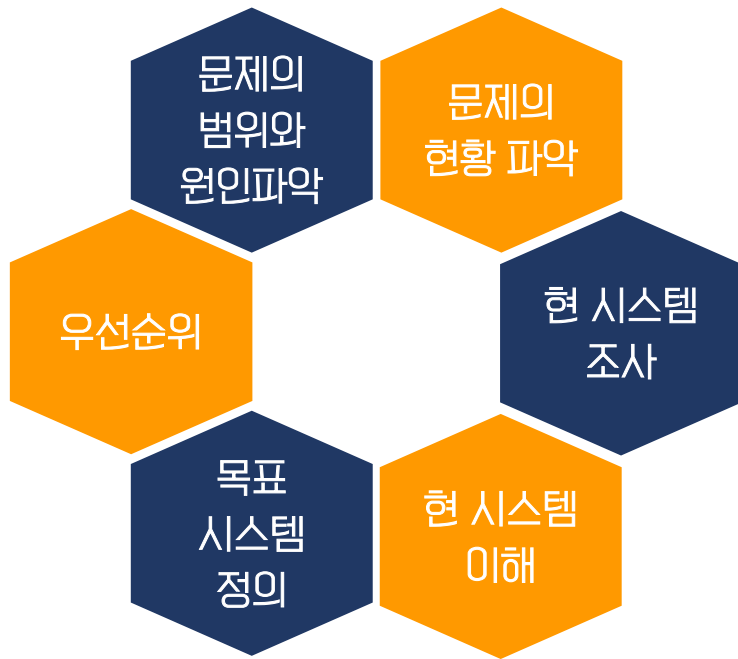 문제의
범위와
원인파악
문제의
현황 파악
우선순위
현 시스템
조사
목표
시스템
정의
현 시스템
이해